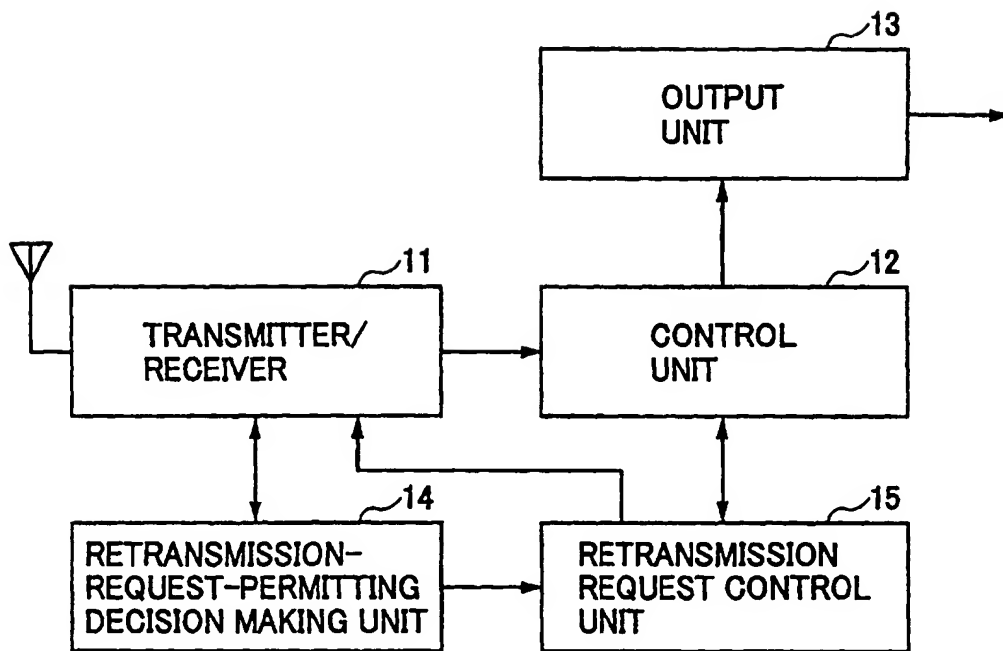 13
OUTPUT
UNIT
11
TRANSMITTER/
RECEIVER
12
CONTROL
UNIT
14
RETRANSMISSION-
REQUEST-PERMITTING
DECISION MAKING UNIT
15
RETRANSMISSION
REQUEST CONTROL
UNIT